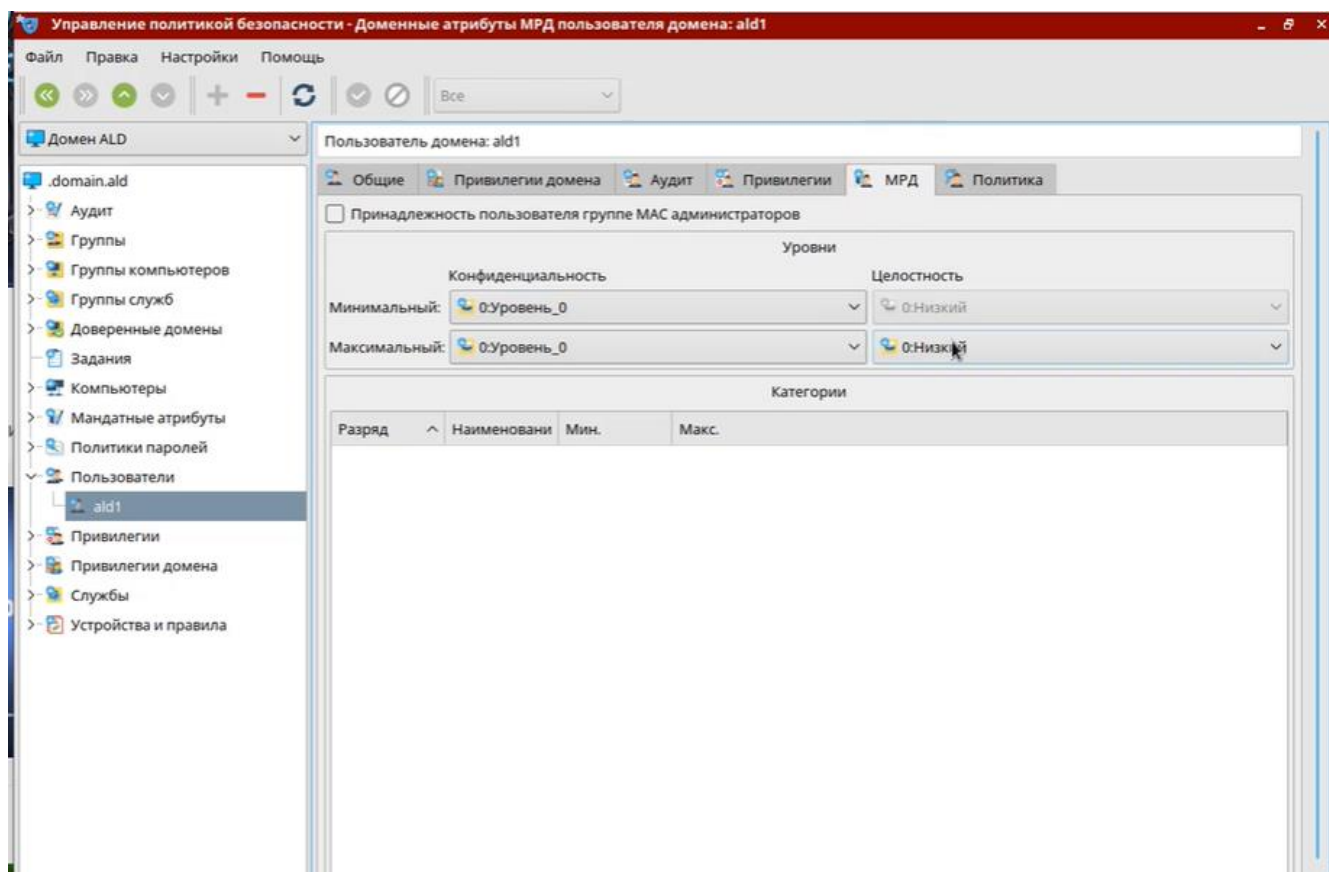 Управление политикой безопасности - Доменные атрибуты МРД пользователя домена: ald1
Файл Правка Настройки Помощь
Все
Домен ALD
.domain.ald
Аудит
Группы
Группы компьютеров
Группы служб
Доверенные домены
Задания
Компьютеры
Мандатные атрибуты
Политики паролей
Пользователи
ald1
Привилегии
Привилегии домена
Службы
Устройства и правила
Пользователь домена: ald1
Общие Привилегии домена Аудит Привилегии МРД Политика
Принадлежность пользователя группе МАС администраторов
Уровни
Конфиденциальность Целостность
Минимальный: 0:Уровень_0 0:Низкий
Максимальный: 0:Уровень_0 0:Низкий
Категории
Разряд Наименовани Мин. Макс.